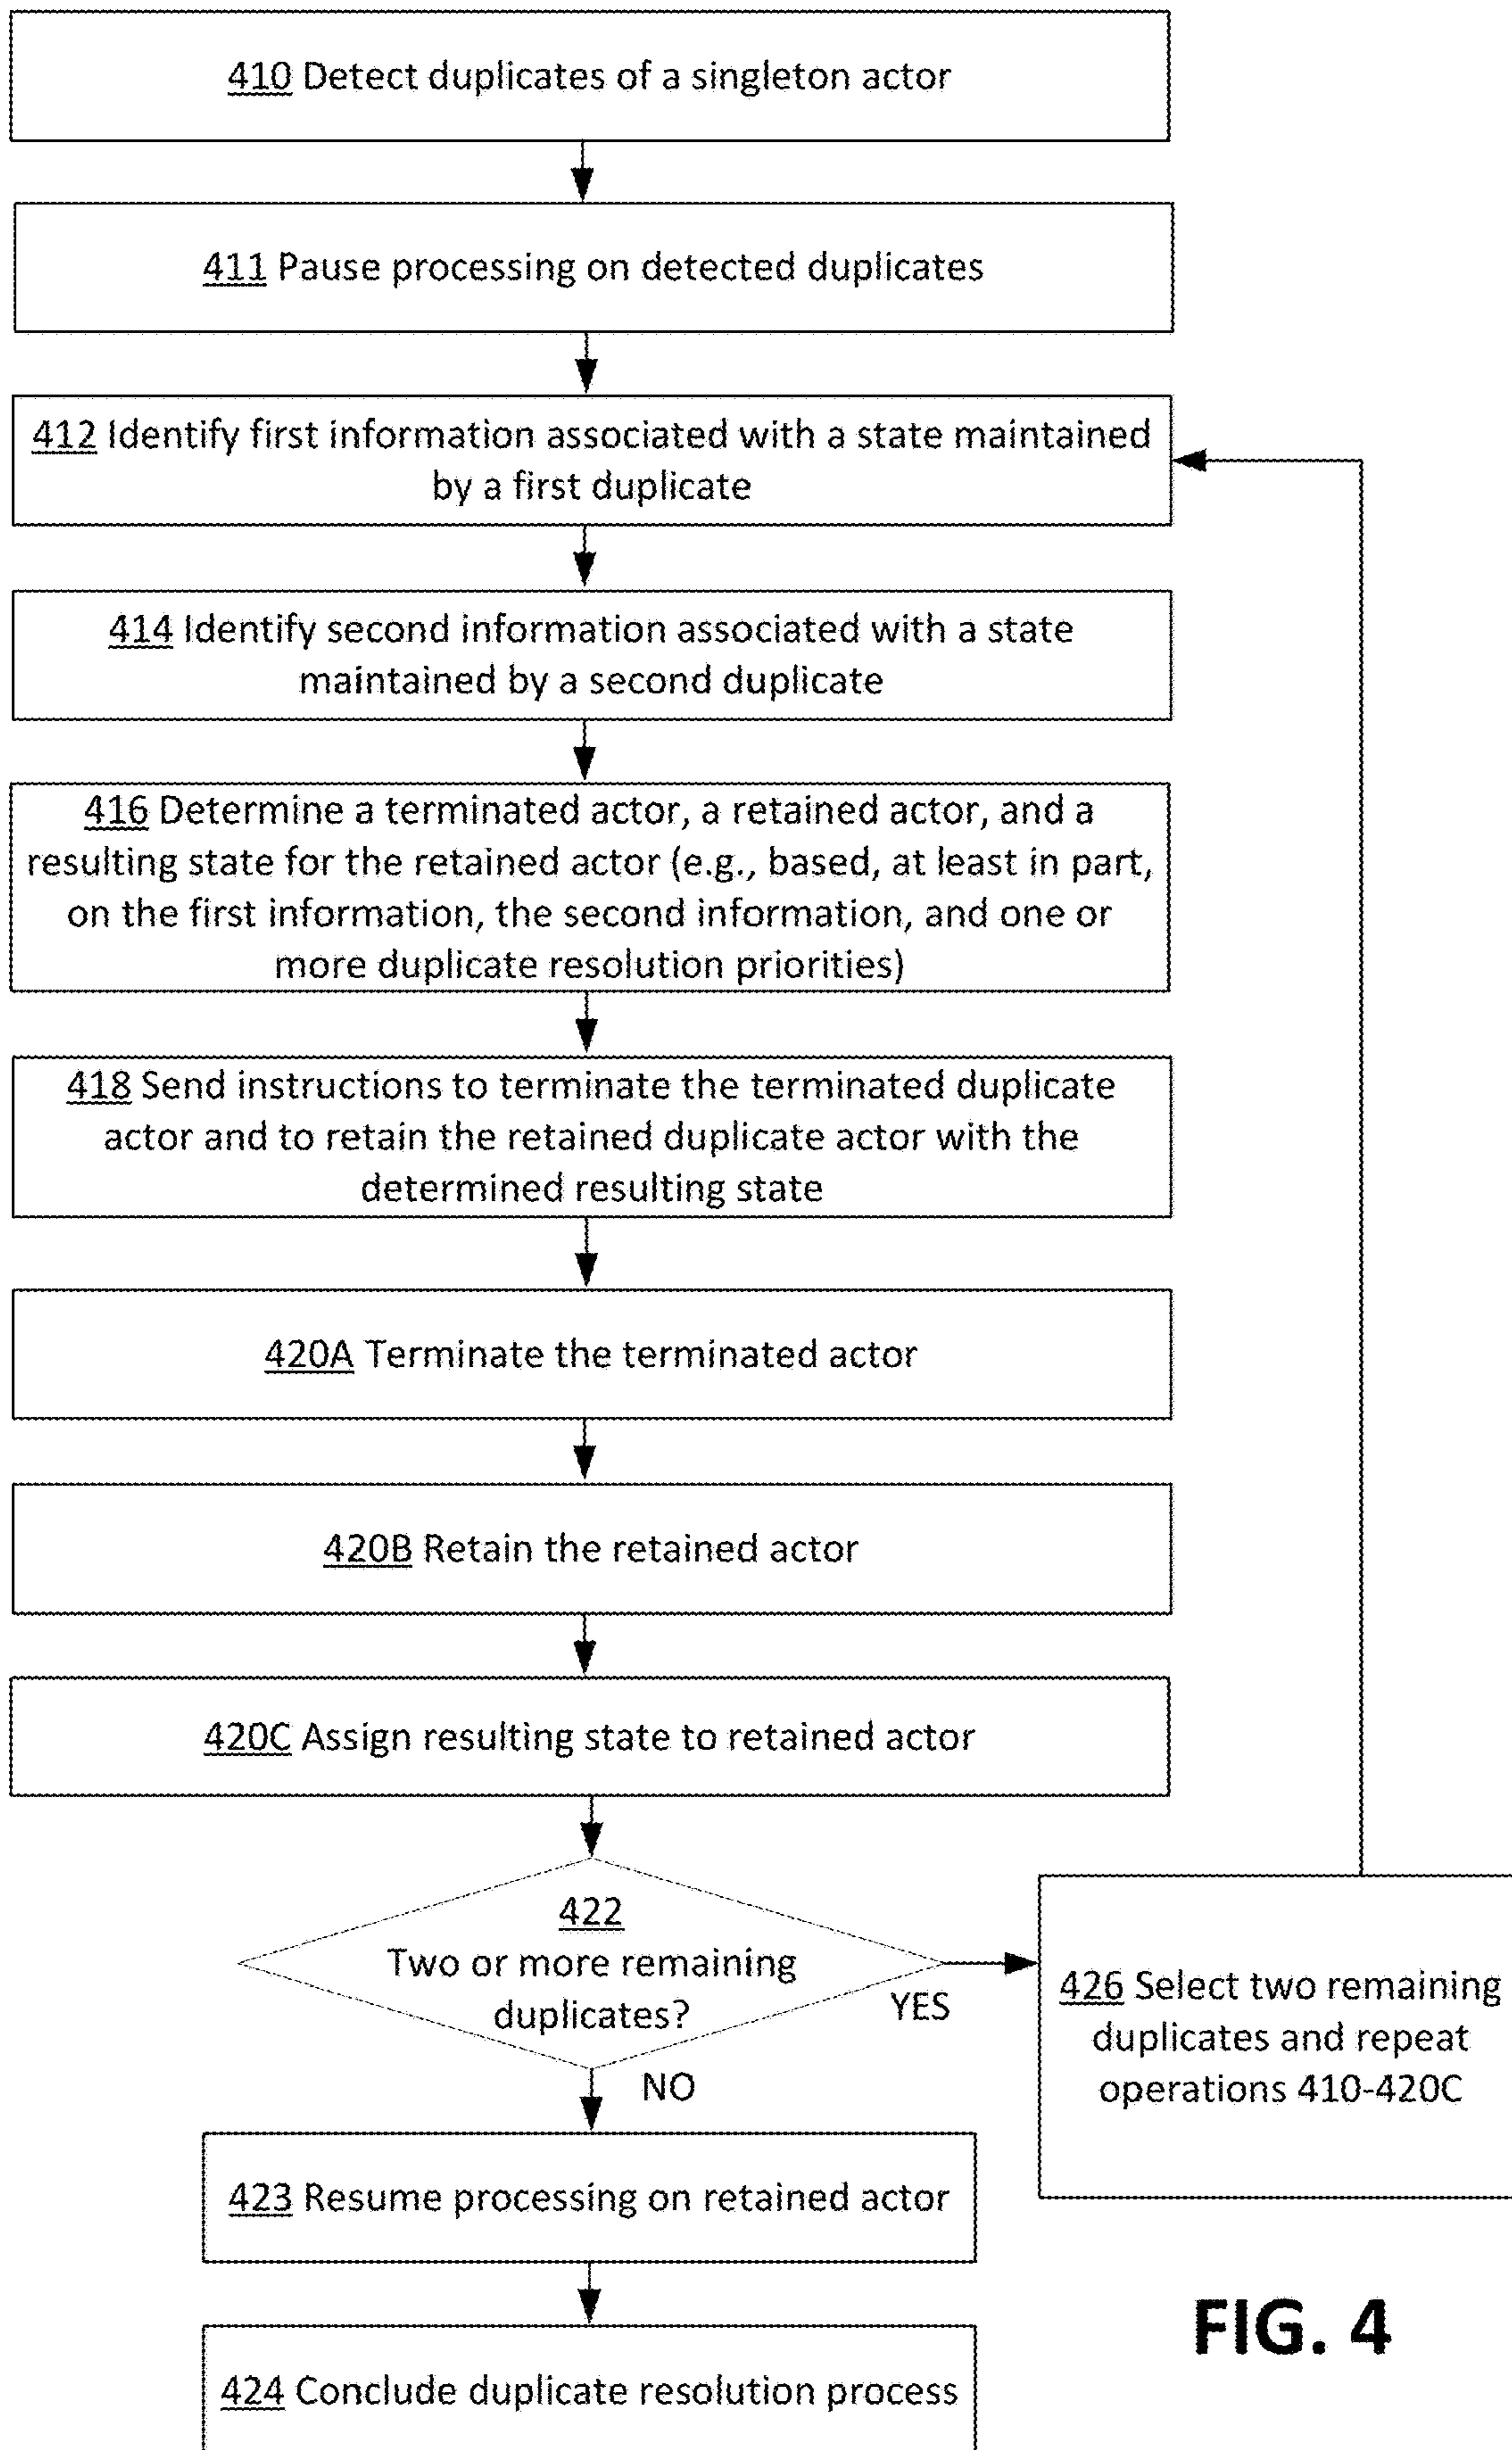 410 Detect duplicates of a singleton actor
411 Pause processing on detected duplicates
412 Identify first information associated with a state maintained
by a first duplicate
414 Identify second information associated with a state
maintained by a second duplicate
416 Determine a terminated actor, a retained actor, and a
resulting state for the retained actor (e.g., based, at least in part,
on the first information, the second information, and one or
more duplicate resolution priorities)
418 Send instructions to terminate the terminated duplicate
actor and to retain the retained duplicate actor with the
determined resulting state
420A Terminate the terminated actor
420B Retain the retained actor
420C Assign resulting state to retained actor
422
Two or more remaining
duplicates?
YES
426 Select two remaining
duplicates and repeat
operations 410-420C
NO
423 Resume processing on retained actor
424 Conclude duplicate resolution process
FIG. 4